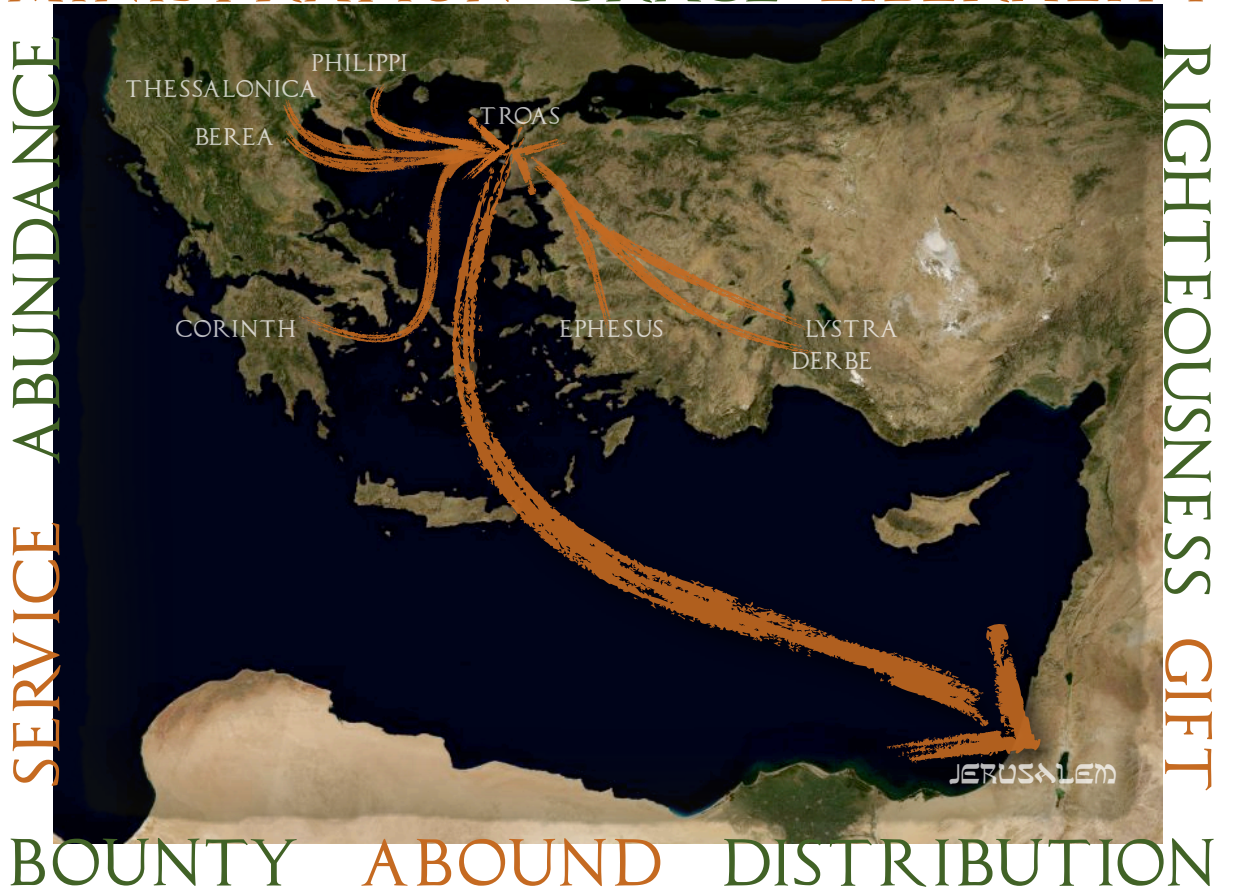 PHILIPPI
THESSALONICA
TROAS
BEREA
CORINTH
EPHESUS
LYSTRA
DERBE
JERUSALEM
SERVICE ABUNDANCE
RIGHTEOUSNESS GIFT
BOUNTY ABOUND DISTRIBUTION